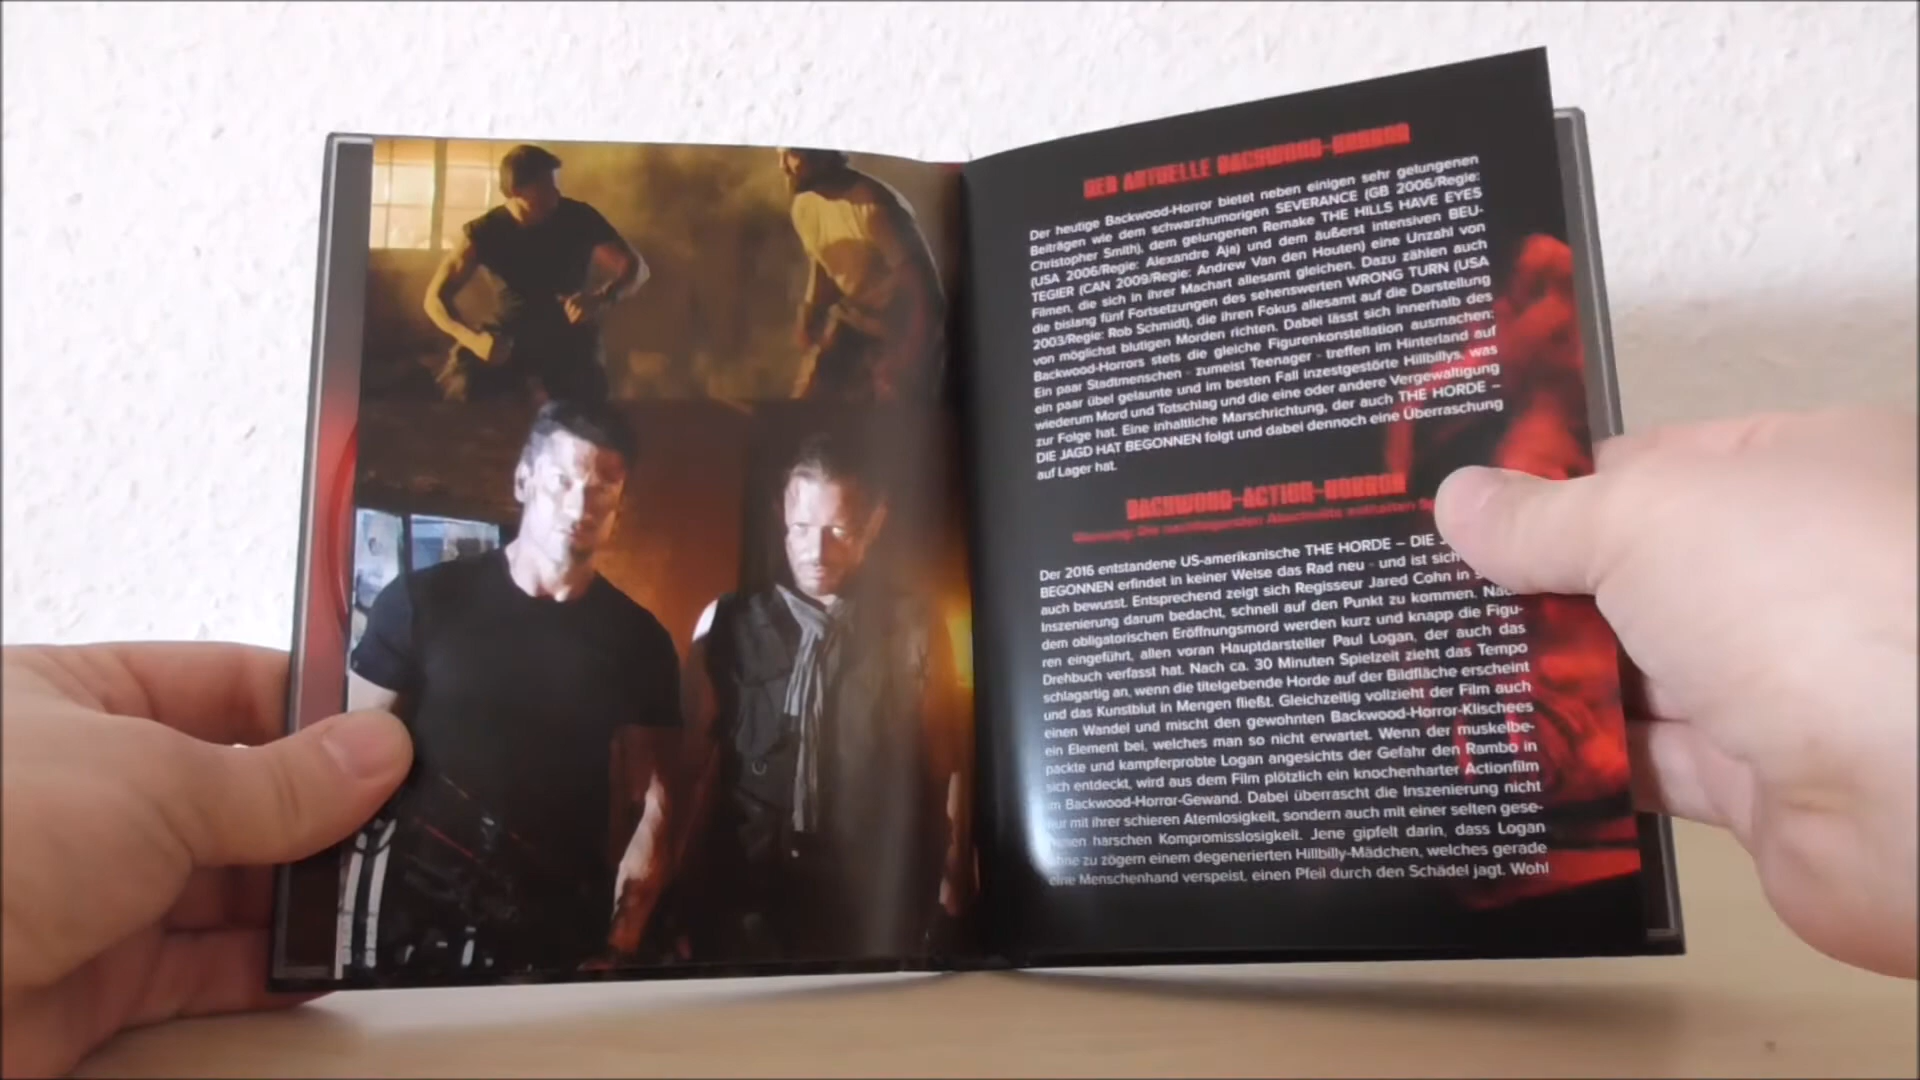 DER AKTUELLE BACKWOOD-HORROR
Der heutige Backwood-Horror bietet neben einigen sehr gelungenen
Beiträgen wie dem schwarzhumorigen SEVERANCE (GB 2006/Regie:
Christopher Smith), dem gelungenen Remake THE HILLS HAVE EYES
(USA 2006/Regie: Alexandre Aja) und dem äußerst intensiven BEU-
TEGIER (CAN 2009/Regie: Andrew Van den Houten) eine Unzahl von
Filmen, die sich in ihrer Machart allesamt gleichen. Dazu zählen auch
die bislang fünf Fortsetzungen des sehenswerten WRONG TURN (USA
2003/Regie: Rob Schmidt), die ihren Fokus allesamt auf die Darstellung
von möglichst blutigen Morden richten. Dabei lässt sich innerhalb des
Backwood-Horrors stets die gleiche Figurenkonstellation ausmachen:
Ein paar Stadtmenschen - zumeist Teenager - treffen im Hinterland auf
ein paar übel gelaunte und im besten Fall inzestgestörte Hillbillys, was
wiederum Mord und Totschlag und die eine oder andere Vergewaltigung
zur Folge hat. Eine inhaltliche Marschrichtung, der auch THE HORDE –
DIE JAGD HAT BEGONNEN folgt und dabei dennoch eine Überraschung
auf Lager hat.
BACKWOOD-ACTION-HORROR
Warnung: Die nachfolgenden Abschnitte enthalten
Der 2016 entstandene US-amerikanische THE HORDE – DIE
BEGONNEN erfindet in keiner Weise das Rad neu - und ist sich
auch bewusst. Entsprechend zeigt sich Regisseur Jared Cohn in
Inszenierung darum bedacht, schnell auf den Punkt zu kommen. Nach
dem obligatorischen Eröffnungsmord werden kurz und knapp die Figu-
ren eingeführt, allen voran Hauptdarsteller Paul Logan, der auch das
Drehbuch verfasst hat. Nach ca. 30 Minuten Spielzeit zieht das Tempo
schlagartig an, wenn die titelgebende Horde auf der Bildfläche erscheint
und das Kunstblut in Mengen fließt. Gleichzeitig vollzieht der Film auch
einen Wandel und mischt den gewohnten Backwood-Horror-Klischees
ein Element bei, welches man so nicht erwartet. Wenn der muskelbe-
packte und kampferprobte Logan angesichts der Gefahr den Rambo in
sich entdeckt, wird aus dem Film plötzlich ein knochenharter Actionfilm
im Backwood-Horror-Gewand. Dabei überrascht die Inszenierung nicht
nur mit ihrer schieren Atemlosigkeit, sondern auch mit einer selten gese-
henen harschen Kompromisslosigkeit. Jene gipfelt darin, dass Logan
ohne zu zögern einem degenerierten Hillbilly-Mädchen, welches gerade
eine Menschenhand verspeist, einen Pfeil durch den Schädel jagt. Wohl